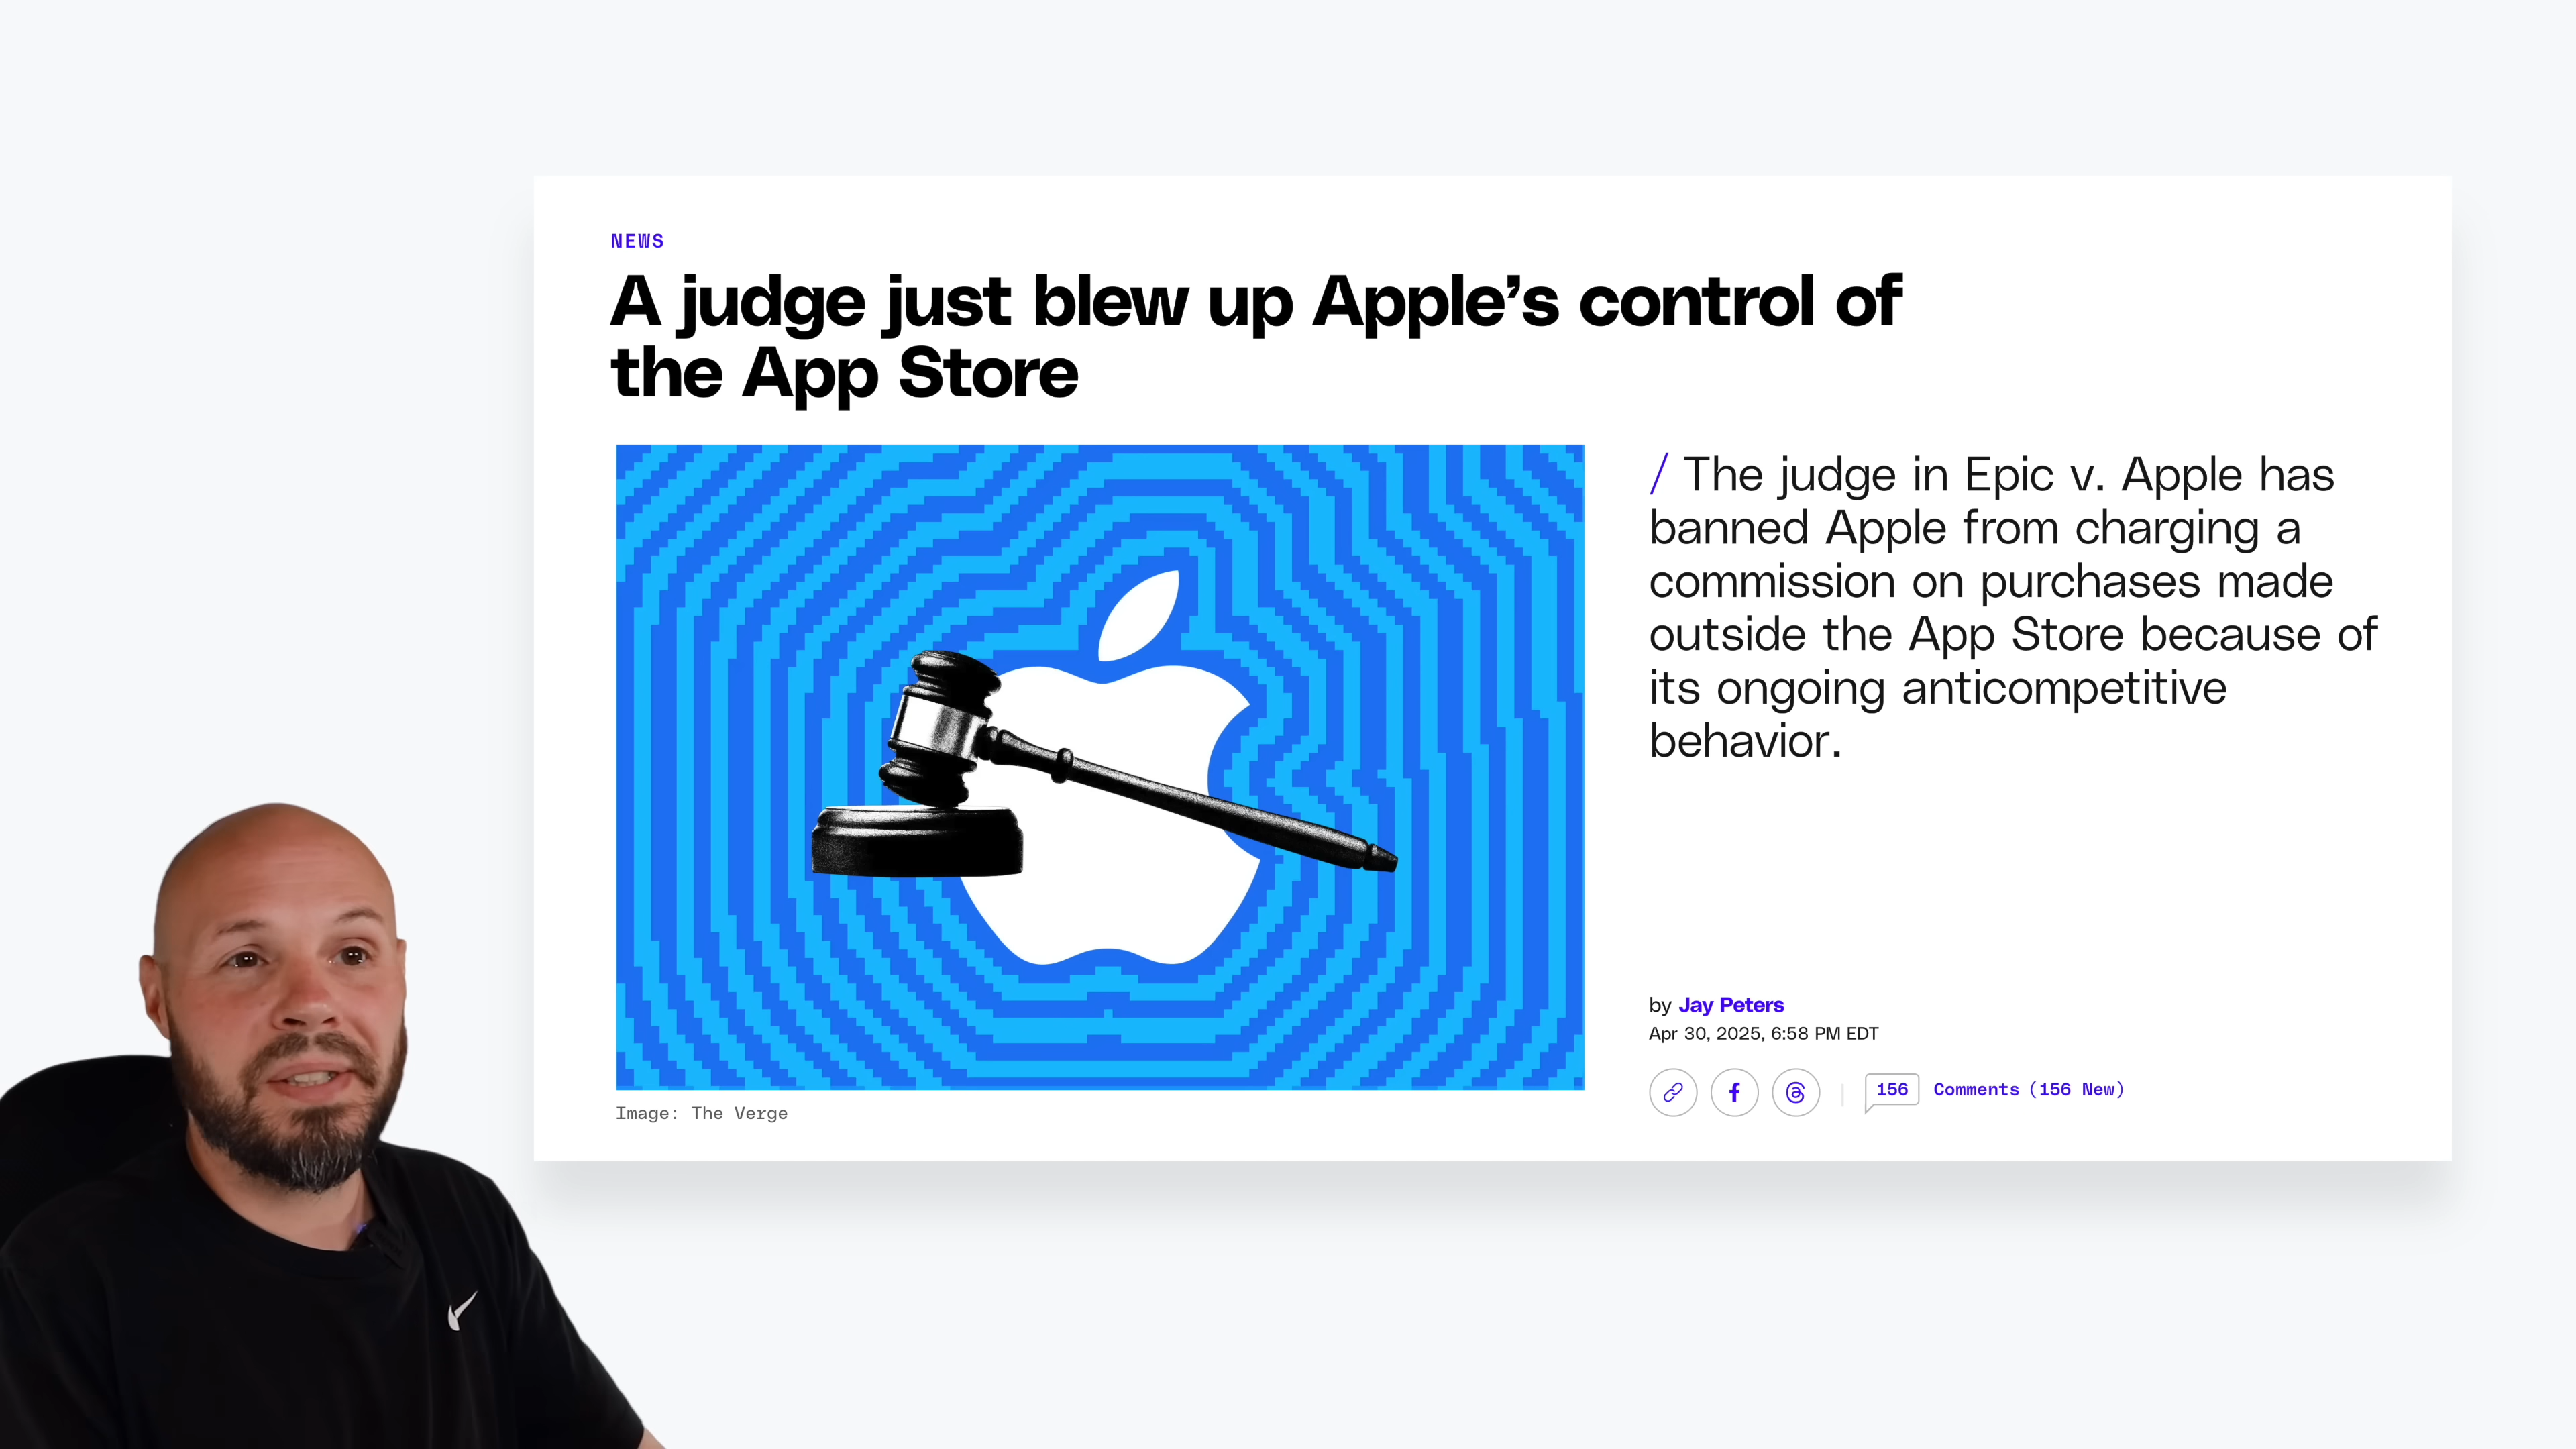 NEWS
A judge just blew up Apple’s control of
the App Store
/ The judge in Epic v. Apple has
banned Apple from charging a
commission on purchases made
outside the App Store because of
its ongoing anticompetitive
behavior.
by Jay Peters
Apr 30, 2025, 6:58 PM EDT
156 Comments (156 New)
Image: The Verge